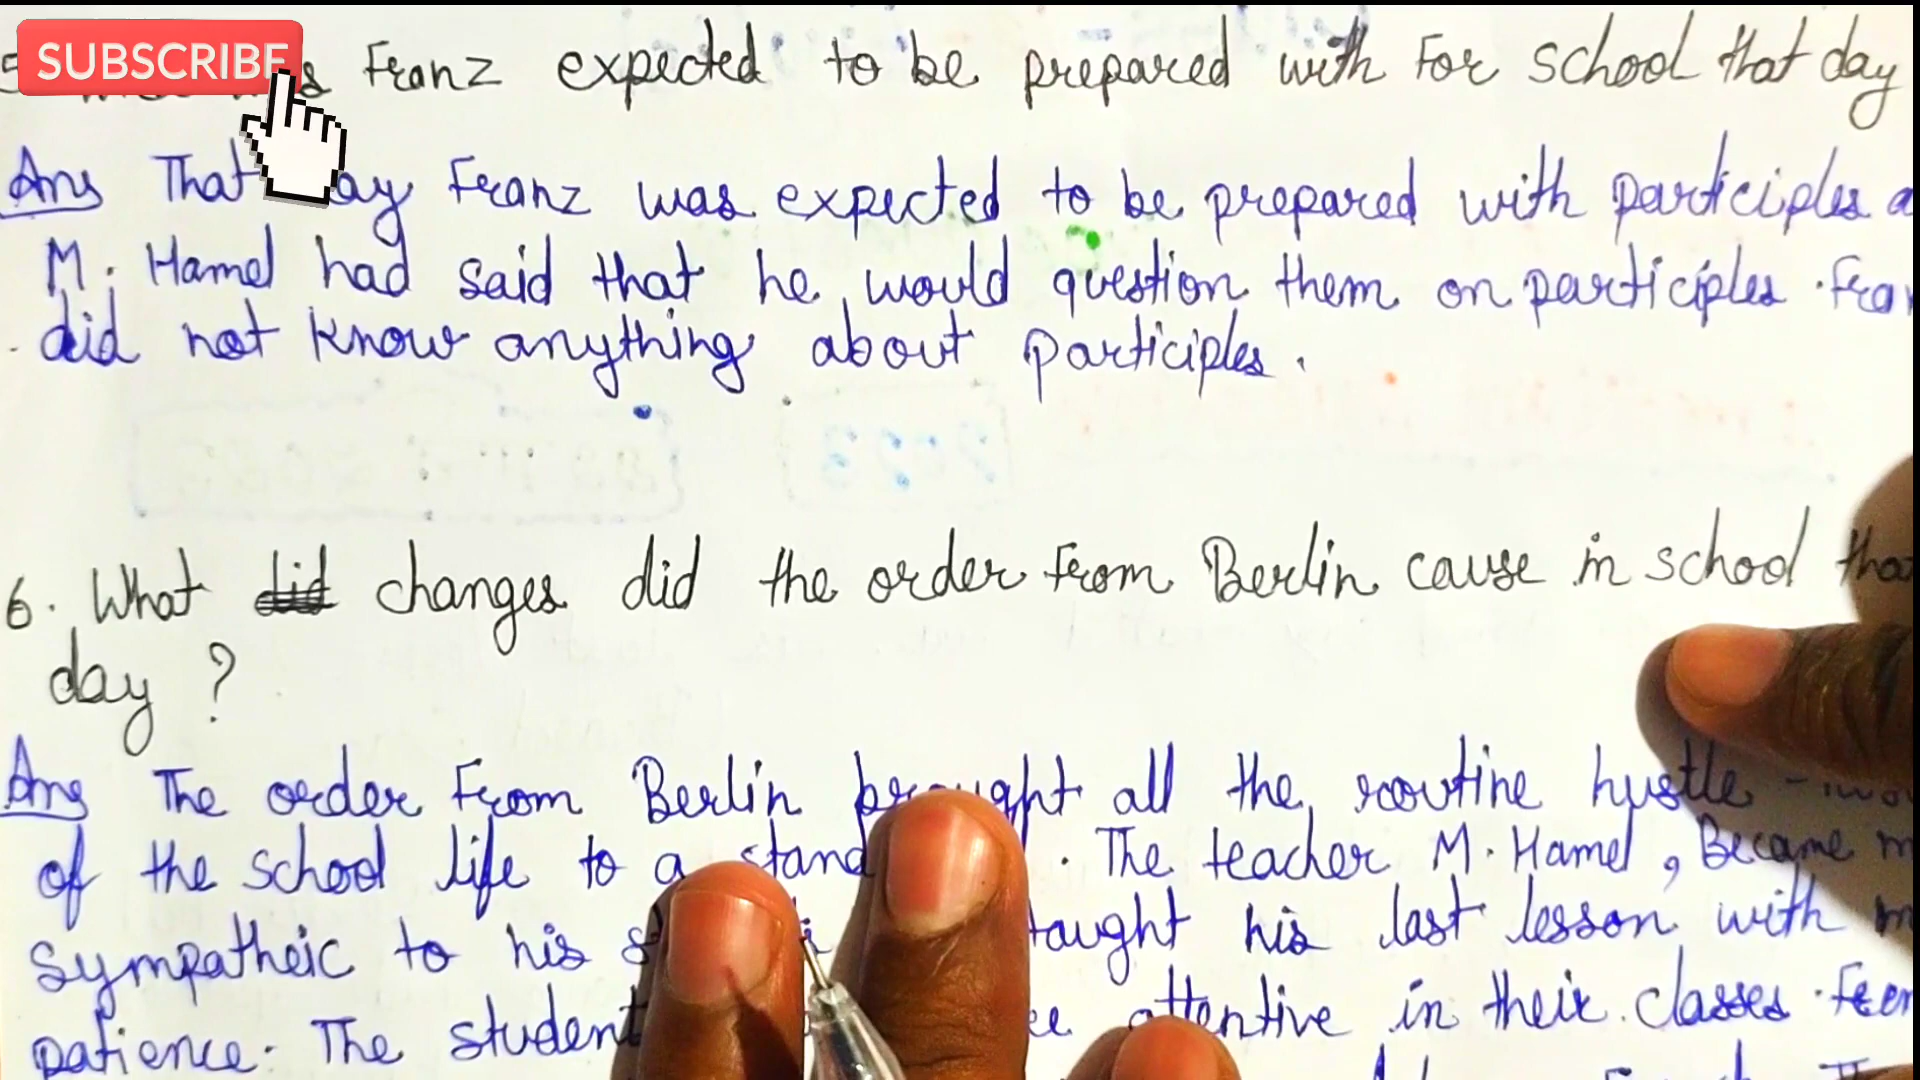 SUBSCRIBE
5 Franz expected to be prepared with For school that day
Ans That day Franz was expected to be prepared with participles
M. Hamel had said that he would question them on participles. Fran
did not know anything about participles.
6. What did changes did the order From Berlin cause in school that
day ?
Ans The order From Berlin brought all the routine hustle -
of the school life to a stand . The teacher M. Hamel, Became m
sympatheic to his taught his last lesson with m
patience. The student attentive in their classes.